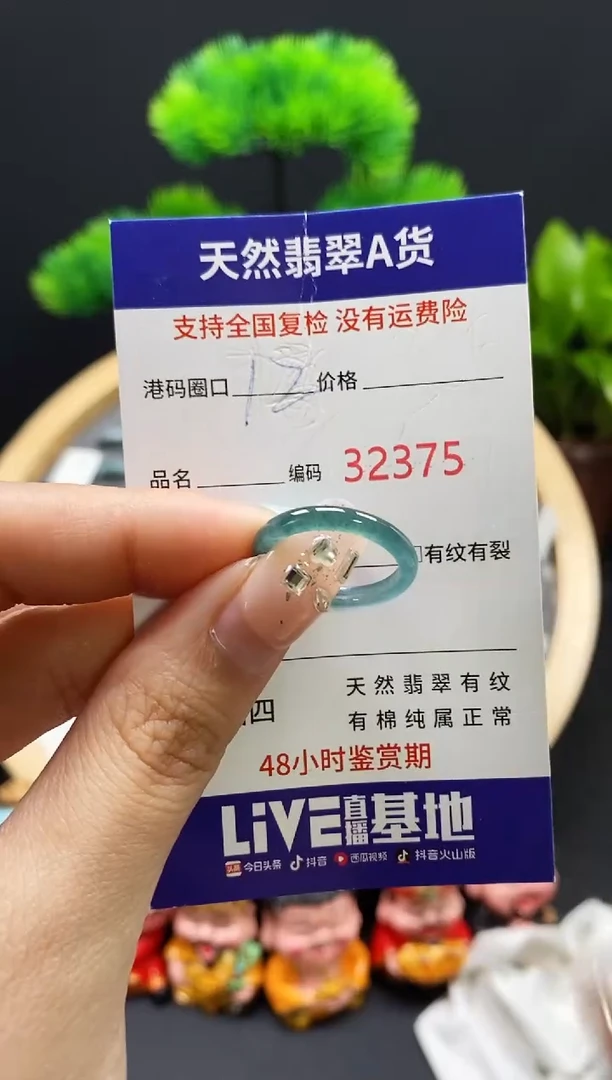 天然翡翠A货
支持全国复检 没有运费险
港码圈口 12 价格
品名 编码 32375
有纹有裂
四 天然翡翠有纹
有棉纯属正常
48小时鉴赏期
LiVE直播基地
头条 今日头条 抖音 西瓜视频 抖音火山版